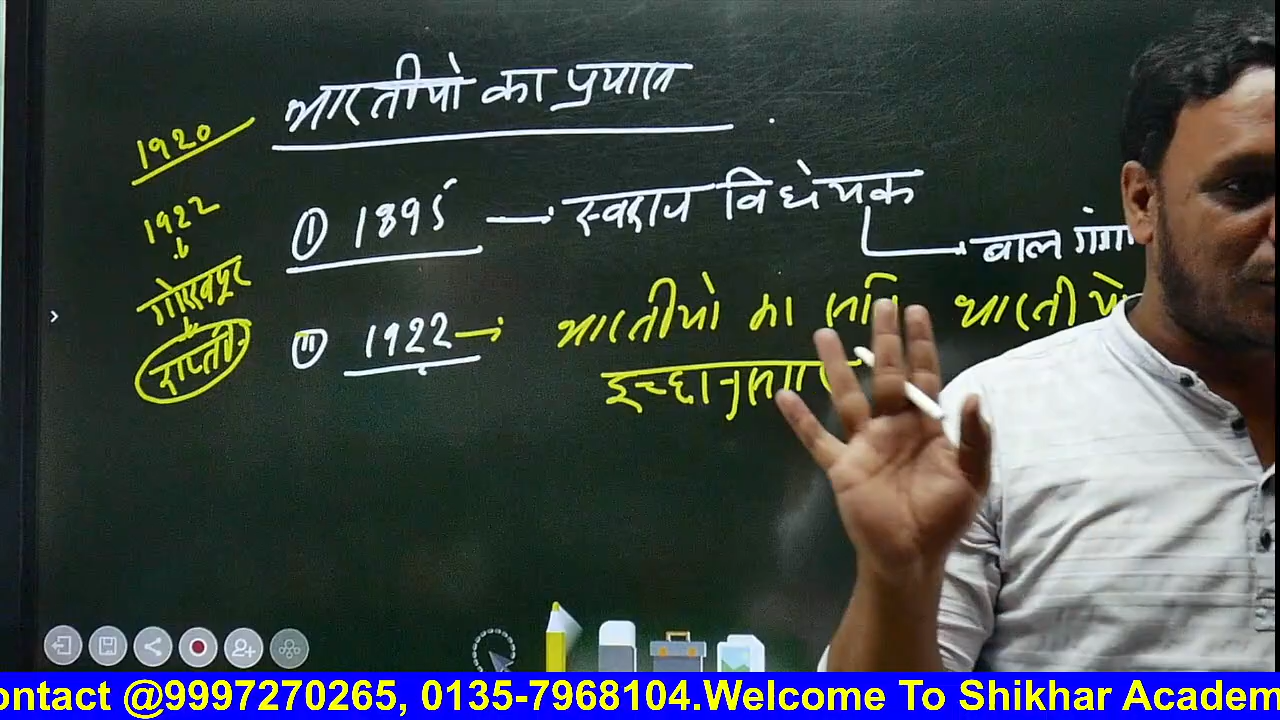 भारतीयों का प्रयास
1920
1922
गोरखपुर
राप्ती
① 1895 → स्वराज विधेयक
बाल गंगा
⑪ 1922 → भारतीयों का भारतीयो
इच्छानुसार
ontact @9997270265, 0135-7968104.Welcome To Shikhar Academ